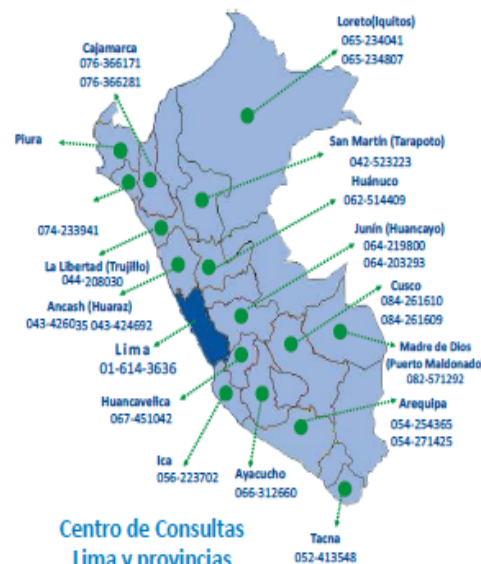 Loreto(Iquitos)
065-234041
065-234807
Cajamarca
076-366171
076-366281
Piura
San Martín (Tarapoto)
042-523223
Huánuco
062-514409
074-233941
Junín (Huancayo)
064-219800
064-203293
La Libertad (Trujillo)
044-208030
Ancash (Huaraz)
043-426035 043-424692
Cusco
084-261610
084-261609
Lima
01-614-3636
Madre de Dios
(Puerto Maldonado)
082-571292
Huancavelica
067-451042
Arequipa
054-254365
054-271425
Ica
056-223702
Ayacucho
066-312660
Tacna
052-413548
Centro de Consultas
Lima y provincias